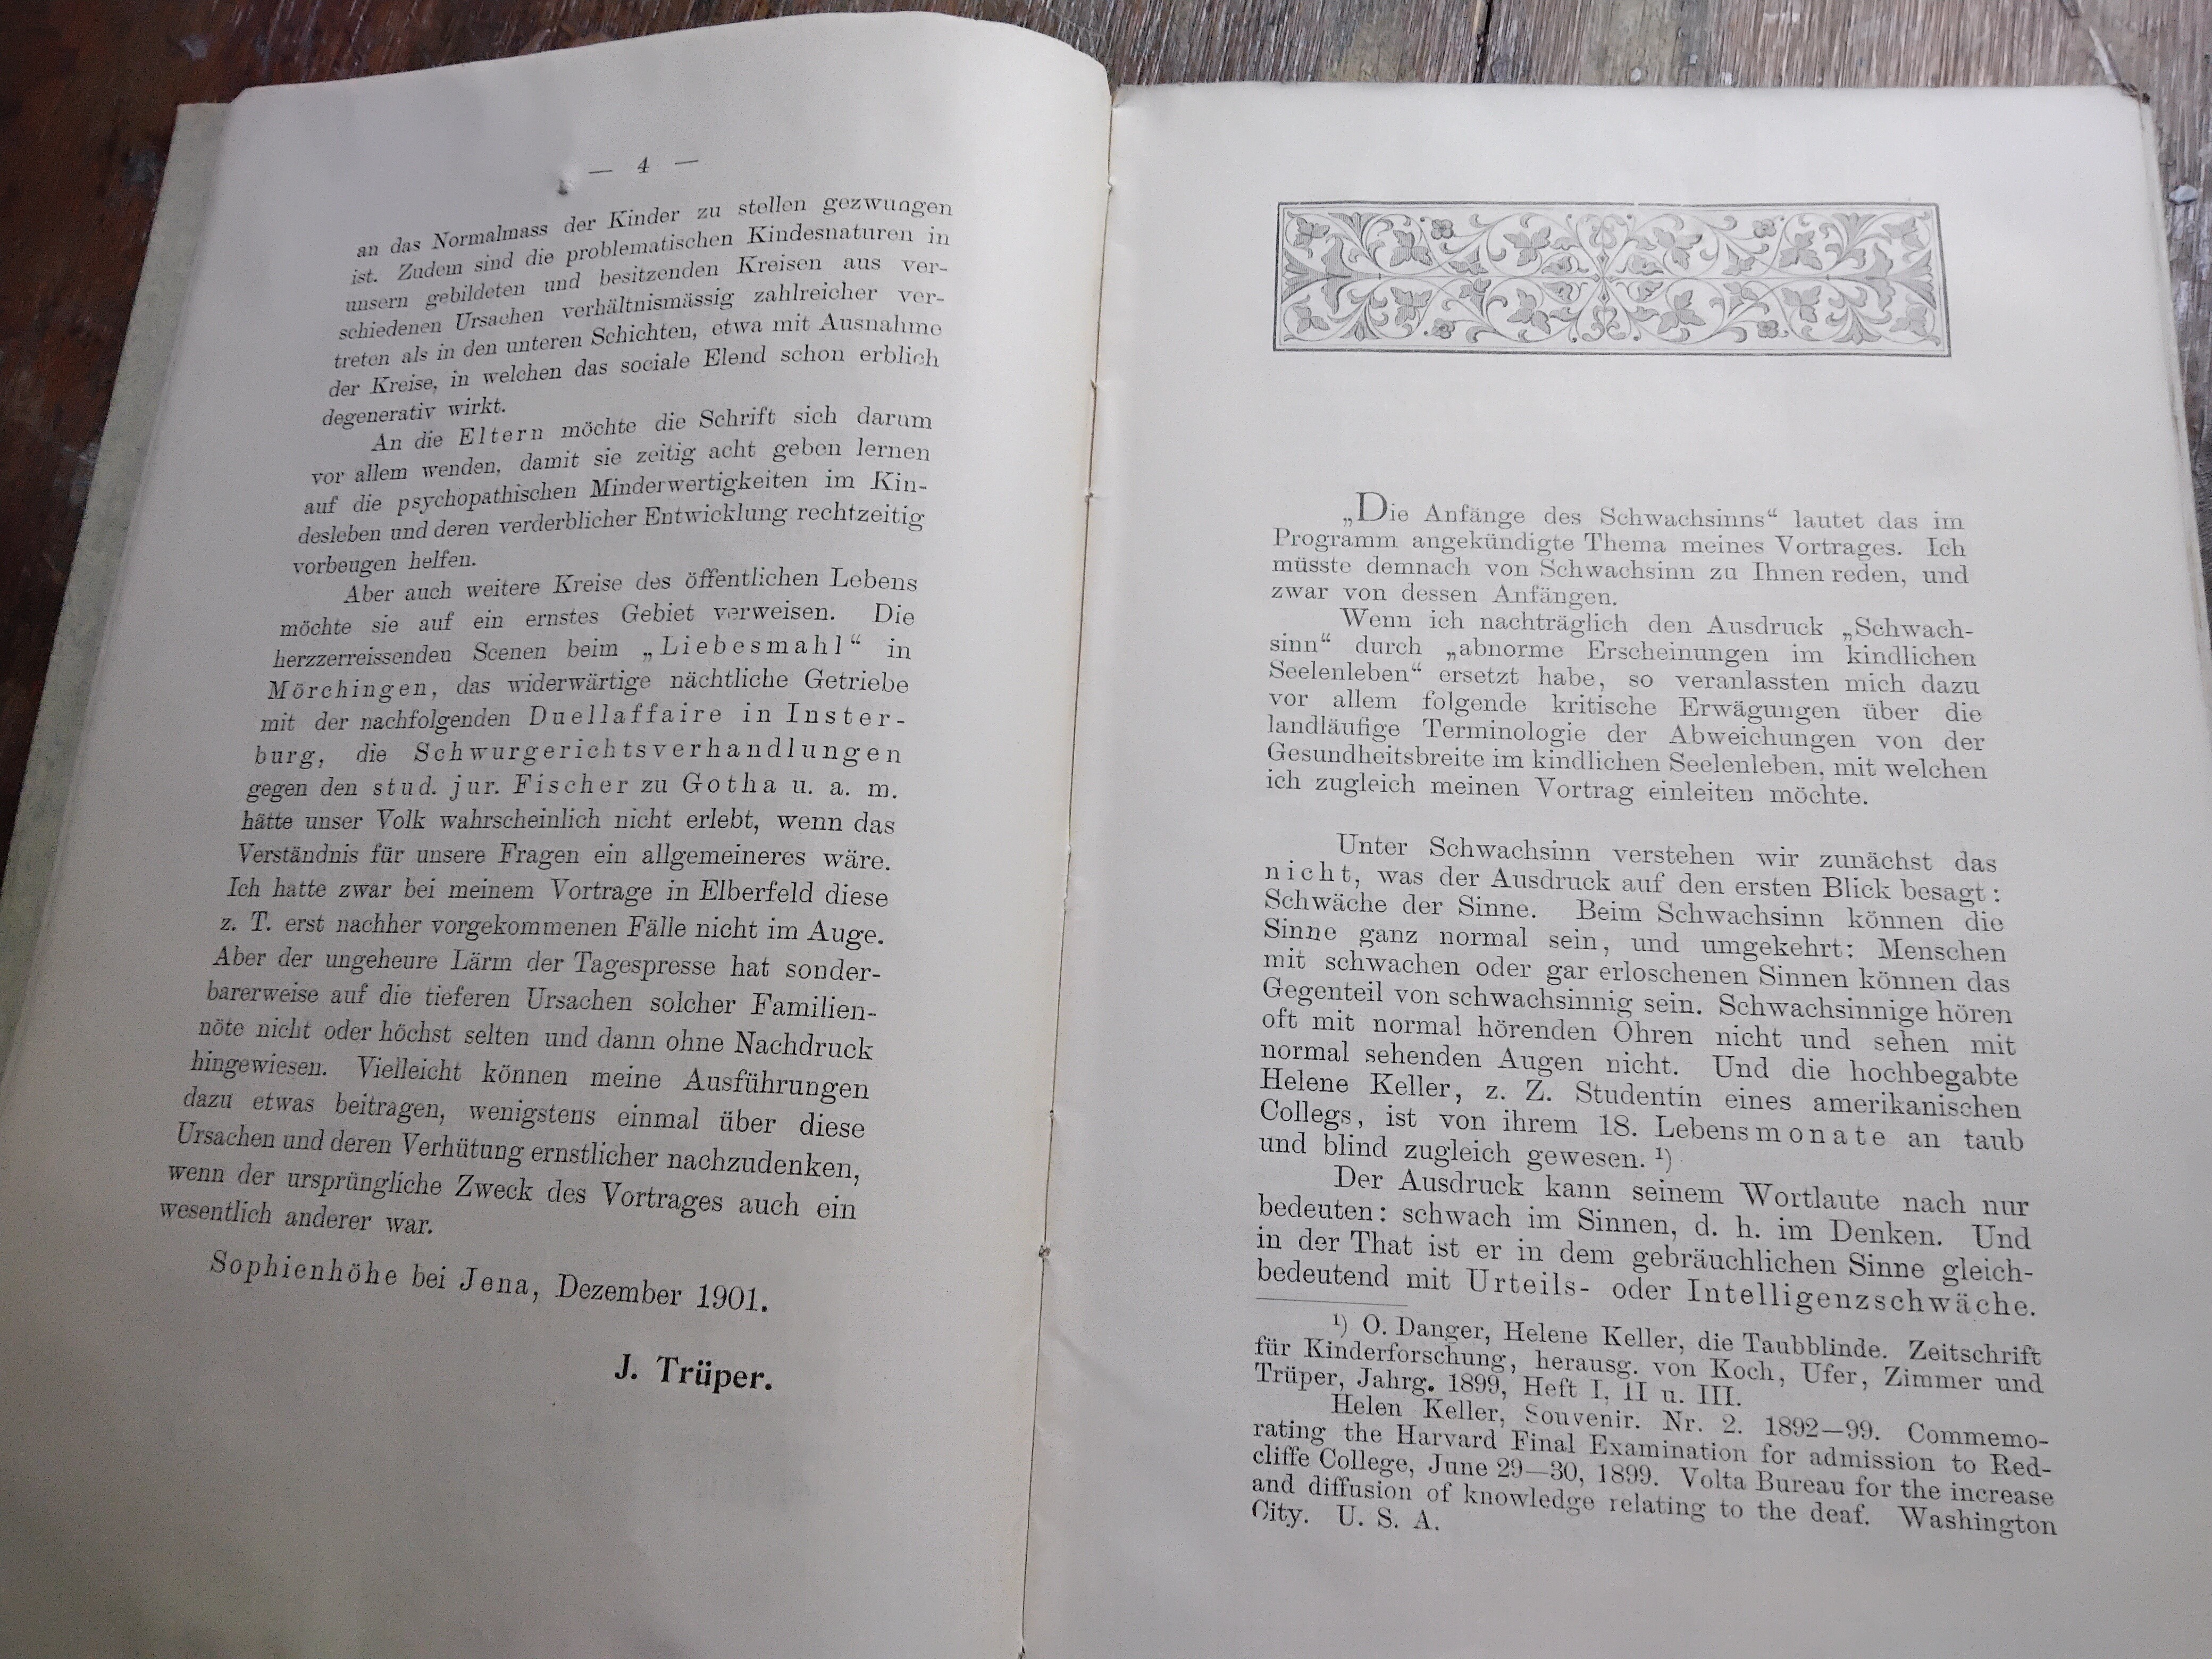 — 4 —
an das Normalmass der Kinder zu stellen gezwungen
ist. Zudem sind die problematischen Kindesnaturen in
unsern gebildeten und besitzenden Kreisen aus ver-
schiedenen Ursachen verhältnismässig zahlreicher ver-
treten als in den unteren Schichten, etwa mit Ausnahme
der Kreise, in welchen das sociale Elend schon erblich
degenerativ wirkt.
An die Eltern möchte die Schrift sich darum
vor allem wenden, damit sie zeitig acht geben lernen
auf die psychopathischen Minderwertigkeiten im Kin-
desleben und deren verderblicher Entwicklung rechtzeitig
vorbeugen helfen.
Aber auch weitere Kreise des öffentlichen Lebens
möchte sie auf ein ernstes Gebiet verweisen. Die
herzzerreissenden Scenen beim „Liebesmahl“ in
Mörchingen, das widerwärtige nächtliche Getriebe
mit der nachfolgenden Duellaffaire in Inster-
burg, die Schwurgerichtsverhandlungen
gegen den stud. jur. Fischer zu Gotha u. a. m.
hätte unser Volk wahrscheinlich nicht erlebt, wenn das
Verständnis für unsere Fragen ein allgemeineres wäre.
Ich hatte zwar bei meinem Vortrage in Elberfeld diese
z. T. erst nachher vorgekommenen Fälle nicht im Auge.
Aber der ungeheure Lärm der Tagespresse hat sonder-
barerweise auf die tieferen Ursachen solcher Familien-
nöte nicht oder höchst selten und dann ohne Nachdruck
hingewiesen. Vielleicht können meine Ausführungen
dazu etwas beitragen, wenigstens einmal über diese
Ursachen und deren Verhütung ernstlicher nachzudenken,
wenn der ursprüngliche Zweck des Vortrages auch ein
wesentlich anderer war.
Sophienhöhe bei Jena, Dezember 1901.
J. Trüper.
„Die Anfänge des Schwachsinns“ lautet das im
Programm angekündigte Thema meines Vortrages. Ich
müsste demnach von Schwachsinn zu Ihnen reden, und
zwar von dessen Anfängen.
Wenn ich nachträglich den Ausdruck „Schwach-
sinn“ durch „abnorme Erscheinungen im kindlichen
Seelenleben“ ersetzt habe, so veranlassten mich dazu
vor allem folgende kritische Erwägungen über die
landläufige Terminologie der Abweichungen von der
Gesundheitsbreite im kindlichen Seelenleben, mit welchen
ich zugleich meinen Vortrag einleiten möchte.
Unter Schwachsinn verstehen wir zunächst das
nicht, was der Ausdruck auf den ersten Blick besagt:
Schwäche der Sinne. Beim Schwachsinn können die
Sinne ganz normal sein, und umgekehrt: Menschen
mit schwachen oder gar erloschenen Sinnen können das
Gegenteil von schwachsinnig sein. Schwachsinnige hören
oft mit normal hörenden Ohren nicht und sehen mit
normal sehenden Augen nicht. Und die hochbegabte
Helene Keller, z. Z. Studentin eines amerikanischen
Collegs, ist von ihrem 18. Lebensmonate an taub
und blind zugleich gewesen. ¹)
Der Ausdruck kann seinem Wortlaute nach nur
bedeuten: schwach im Sinnen, d. h. im Denken. Und
in der That ist er in dem gebräuchlichen Sinne gleich-
bedeutend mit Urteils- oder Intelligenzschwäche.
¹) O. Danger, Helene Keller, die Taubblinde. Zeitschrift
für Kinderforschung, herausg. von Koch, Ufer, Zimmer und
Trüper, Jahrg. 1899, Heft I, II u. III.
Helen Keller, Souvenir. Nr. 2. 1892—99. Commemo-
rating the Harvard Final Examination for admission to Red-
cliffe College, June 29—30, 1899. Volta Bureau for the increase
and diffusion of knowledge relating to the deaf. Washington
City. U. S. A.